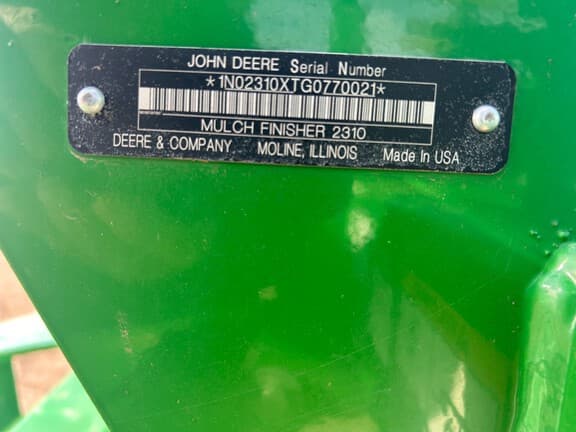 JOHN DEERE Serial Number
*1N02310XTG0770021*
MULCH FINISHER 2310
DEERE & COMPANY MOLINE, ILLINOIS Made In USA